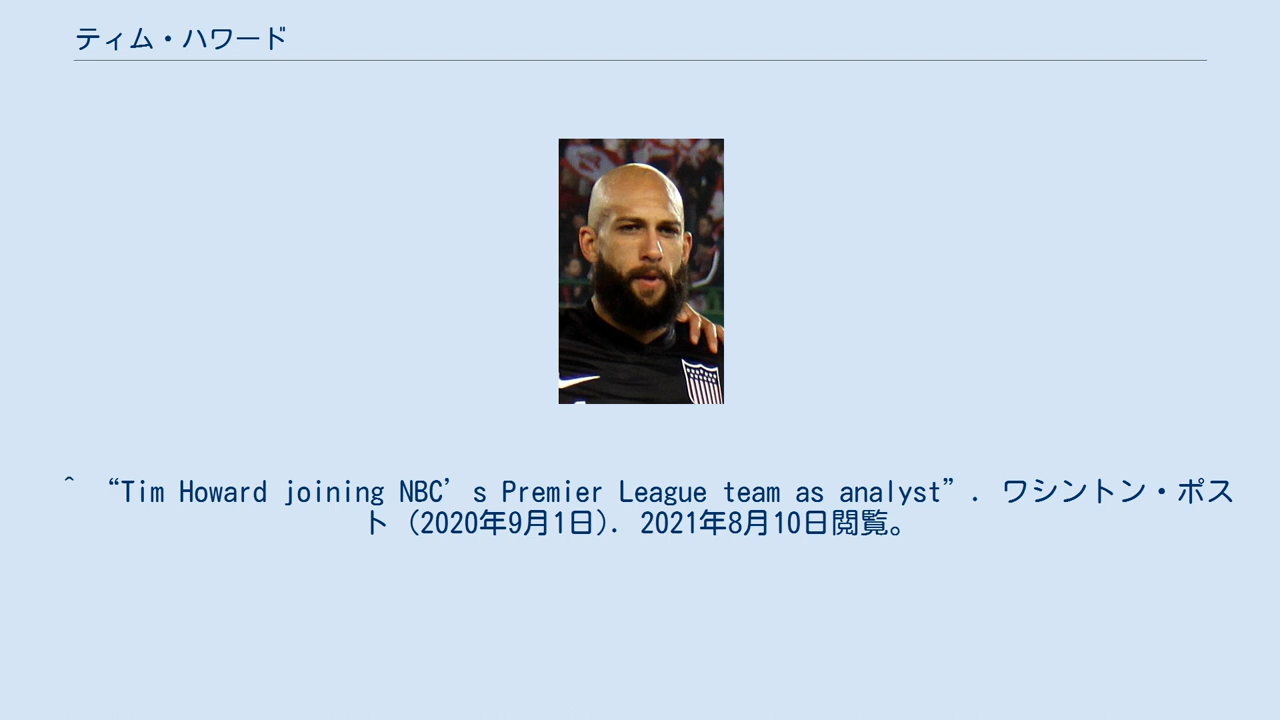 ティム・ハワード
^ “Tim Howard joining NBC’s Premier League team as analyst”. ワシントン・ポス
ト (2020年9月1日). 2021年8月10日閲覧。